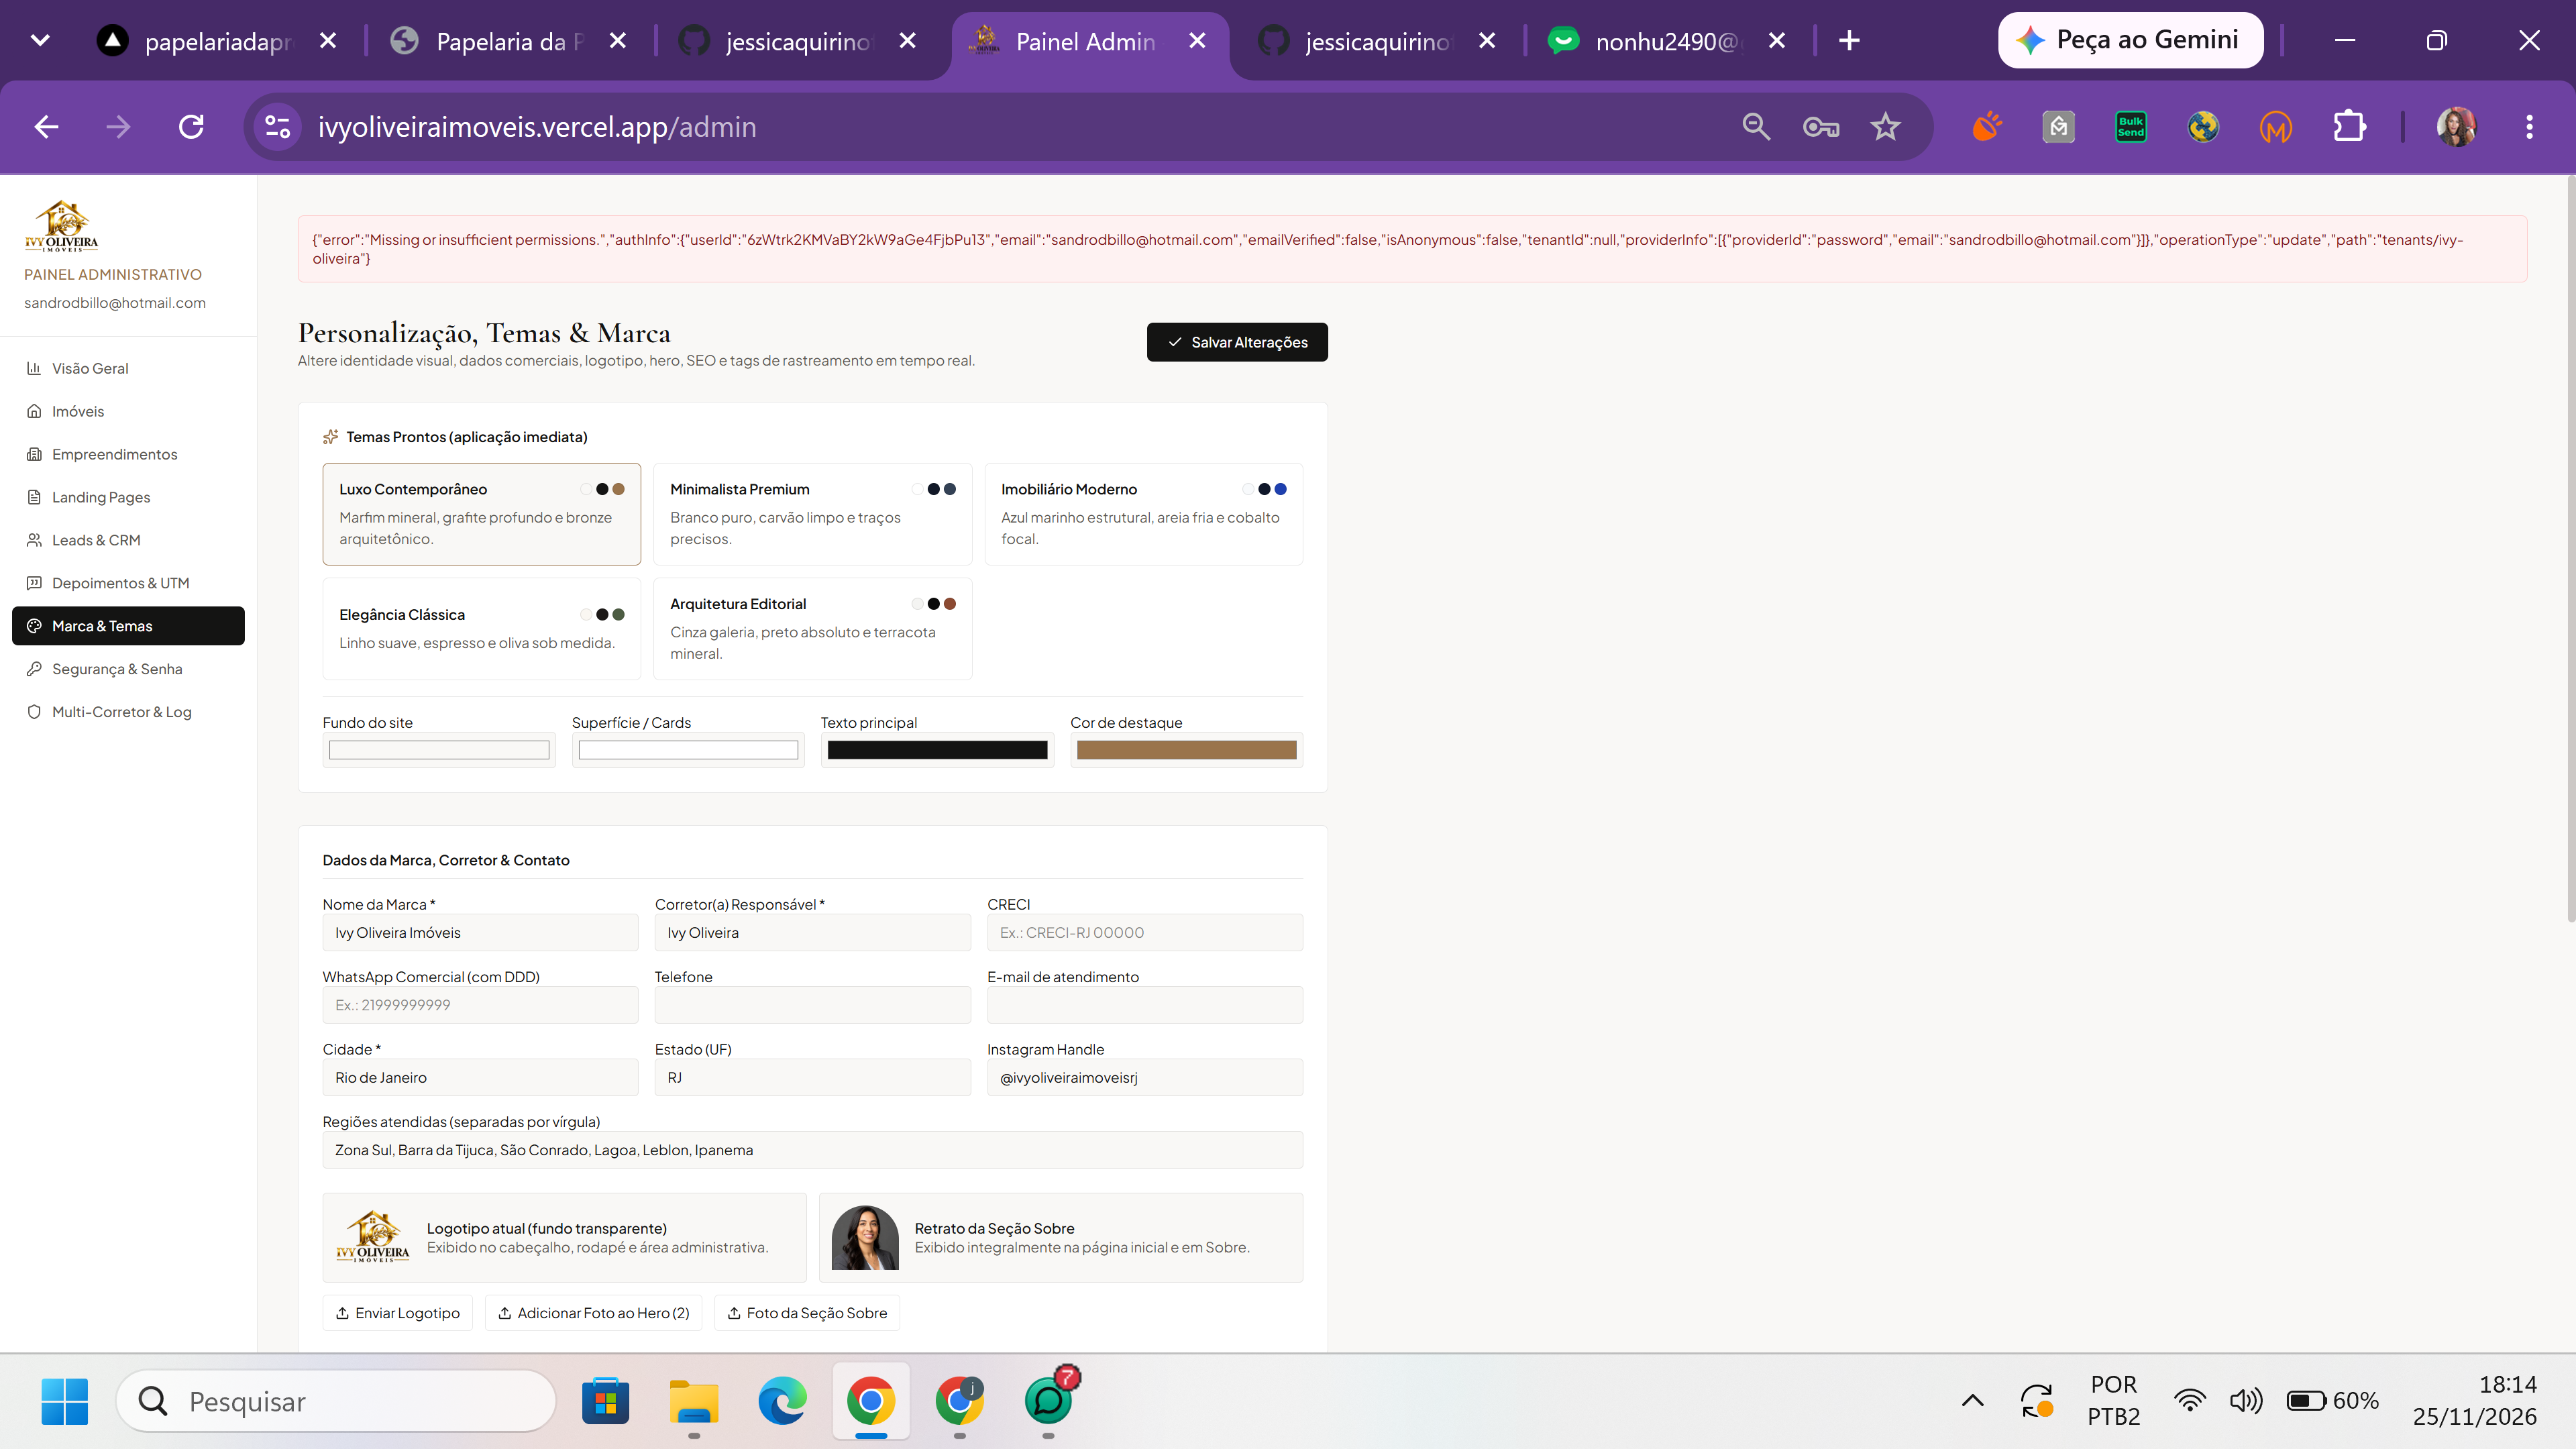 papelariadapr
Papelaria da P
jessicaquirino
Painel Admin
jessicaquirino
nonhu2490@
Peça ao Gemini
ivyoliveiraimoveis.vercel.app/admin
Bulk
Send
IVY OLIVEIRA
IMÓVEIS
PAINEL ADMINISTRATIVO
sandrodbillo@hotmail.com
Visão Geral
Imóveis
Empreendimentos
Landing Pages
Leads & CRM
Depoimentos & UTM
Marca & Temas
Segurança & Senha
Multi-Corretor & Log
{"error":"Missing or insufficient permissions.","authInfo":{"userId":"6zWtrk2KMVaBY2kW9aGe4FjbPu13","email":"sandrodbillo@hotmail.com","emailVerified":false,"isAnonymous":false,"tenantId":null,"providerInfo":[{"providerId":"password","email":"sandrodbillo@hotmail.com"}]},"operationType":"update","path":"tenants/ivy-
oliveira"}
Personalização, Temas & Marca
Altere identidade visual, dados comerciais, logotipo, hero, SEO e tags de rastreamento em tempo real.
Salvar Alterações
Temas Prontos (aplicação imediata)
Luxo Contemporâneo
Marfim mineral, grafite profundo e bronze
arquitetônico.
Minimalista Premium
Branco puro, carvão limpo e traços
precisos.
Imobiliário Moderno
Azul marinho estrutural, areia fria e cobalto
focal.
Elegância Clássica
Linho suave, espresso e oliva sob medida.
Arquitetura Editorial
Cinza galeria, preto absoluto e terracota
mineral.
Fundo do site
Superfície / Cards
Texto principal
Cor de destaque
Dados da Marca, Corretor & Contato
Nome da Marca *
Corretor(a) Responsável *
CRECI
Ivy Oliveira Imóveis
Ivy Oliveira
Ex.: CRECI-RJ 00000
WhatsApp Comercial (com DDD)
Telefone
E-mail de atendimento
Ex.: 21999999999
Cidade *
Estado (UF)
Instagram Handle
Rio de Janeiro
RJ
@ivyoliveiraimoveisrj
Regiões atendidas (separadas por vírgula)
Zona Sul, Barra da Tijuca, São Conrado, Lagoa, Leblon, Ipanema
IVY OLIVEIRA
IMÓVEIS
Logotipo atual (fundo transparente)
Exibido no cabeçalho, rodapé e área administrativa.
Retrato da Seção Sobre
Exibido integralmente na página inicial e em Sobre.
Enviar Logotipo
Adicionar Foto ao Hero (2)
Foto da Seção Sobre
Pesquisar
j
7
POR
PTB2
60%
18:14
25/11/2026